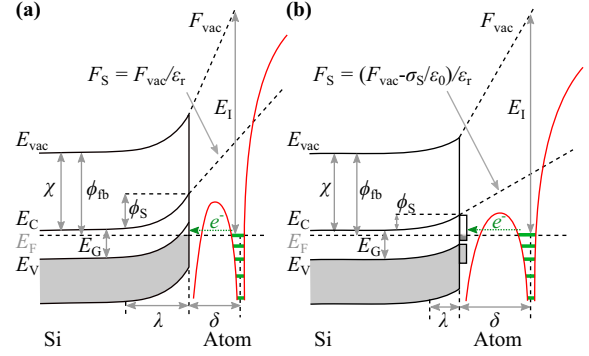 (a)
F_vac
F_S = F_vac/ε_r
E_I
E_vac
χ
ϕ_fb
ϕ_S
E_C
e⁻
E_F
E_G
E_V
λ
δ
Si
Atom
(b)
F_vac
F_S = (F_vac-σ_S/ε_0)/ε_r
E_I
E_vac
χ
ϕ_fb
ϕ_S
E_C
e⁻
E_F
E_G
E_V
λ
δ
Si
Atom